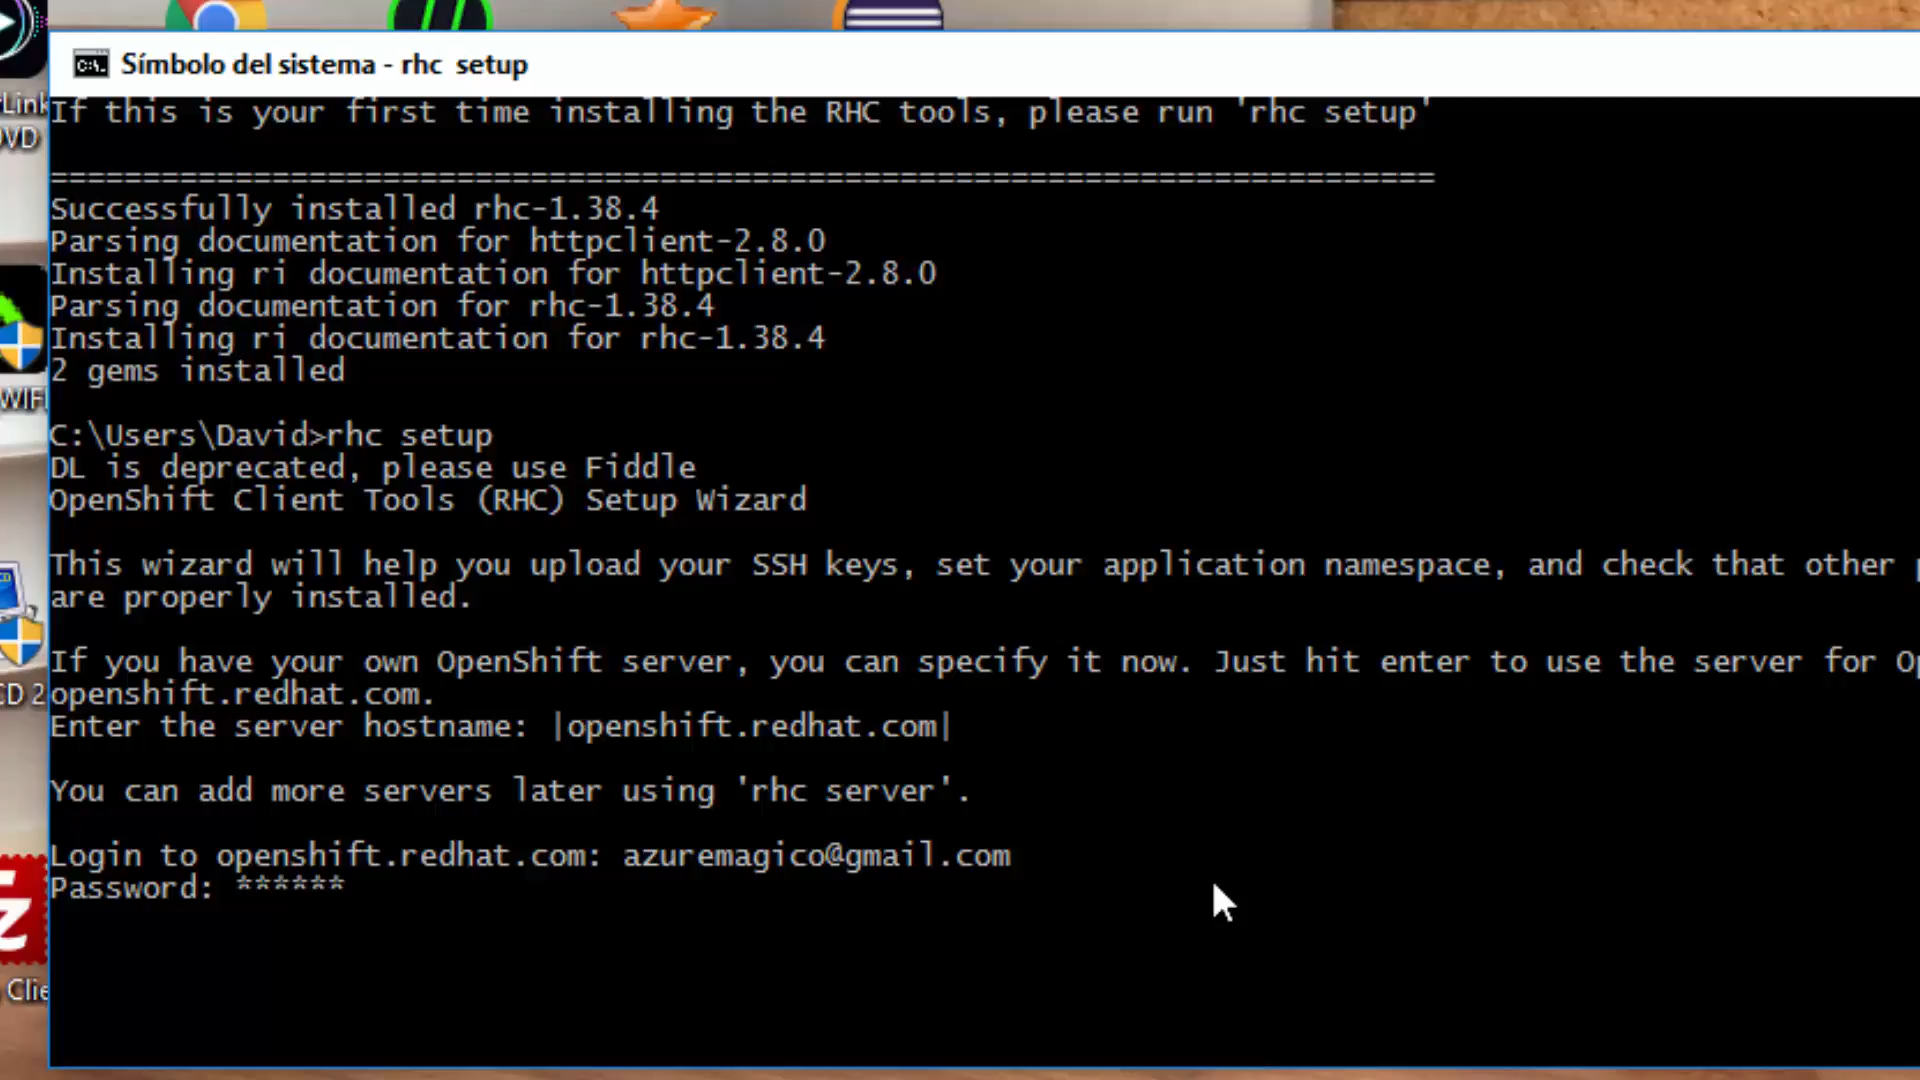 Link
VD
WIF
CD 2
Clie
Símbolo del sistema - rhc setup
If this is your first time installing the RHC tools, please run 'rhc setup'
===========================================================================
Successfully installed rhc-1.38.4
Parsing documentation for httpclient-2.8.0
Installing ri documentation for httpclient-2.8.0
Parsing documentation for rhc-1.38.4
Installing ri documentation for rhc-1.38.4
2 gems installed
C:\Users\David>rhc setup
DL is deprecated, please use Fiddle
OpenShift Client Tools (RHC) Setup Wizard
This wizard will help you upload your SSH keys, set your application namespace, and check that other
are properly installed.
If you have your own OpenShift server, you can specify it now. Just hit enter to use the server for
openshift.redhat.com.
Enter the server hostname: |openshift.redhat.com|
You can add more servers later using 'rhc server'.
Login to openshift.redhat.com: azuremagico@gmail.com
Password: ******